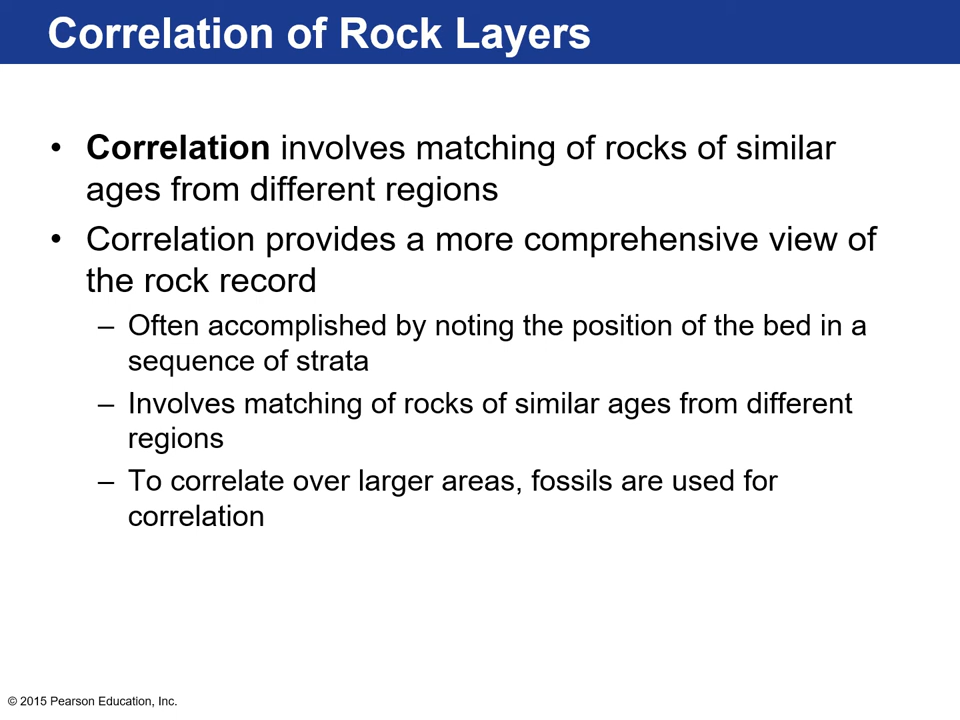 Correlation of Rock Layers
• Correlation involves matching of rocks of similar
ages from different regions
• Correlation provides a more comprehensive view of
the rock record
– Often accomplished by noting the position of the bed in a
sequence of strata
– Involves matching of rocks of similar ages from different
regions
– To correlate over larger areas, fossils are used for
correlation
© 2015 Pearson Education, Inc.